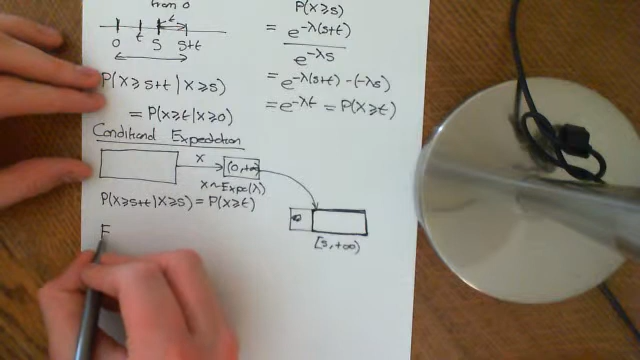 from 0
t
0 t s s+t
P(X≥s+t|X≥s)
= P(X≥t|X≥0)
P(X≥s)
= e^-λ(s+t) / e^-λs
= e^-λ(s+t) -(-λs)
= e^-λt = P(X≥t)
Conditional Expectation
X (0,+∞)
X~Expo(λ)
P(X≥s+t|X≥s) = P(X≥t)
[s,+∞)
E